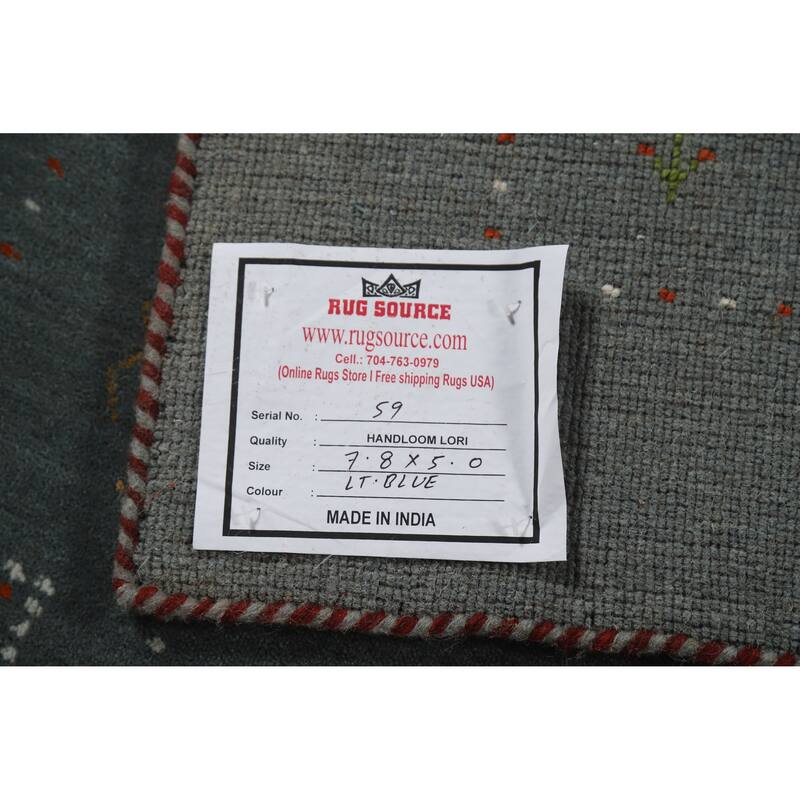 RUG SOURCE
www.rugsource.com
Cell.: 704-763-0979
(Online Rugs Store I Free shipping Rugs USA)
Serial No. : 59
Quality : HANDLOOM LORI
Size : 7.8 X 5.0
Colour : LT. BLUE
MADE IN INDIA